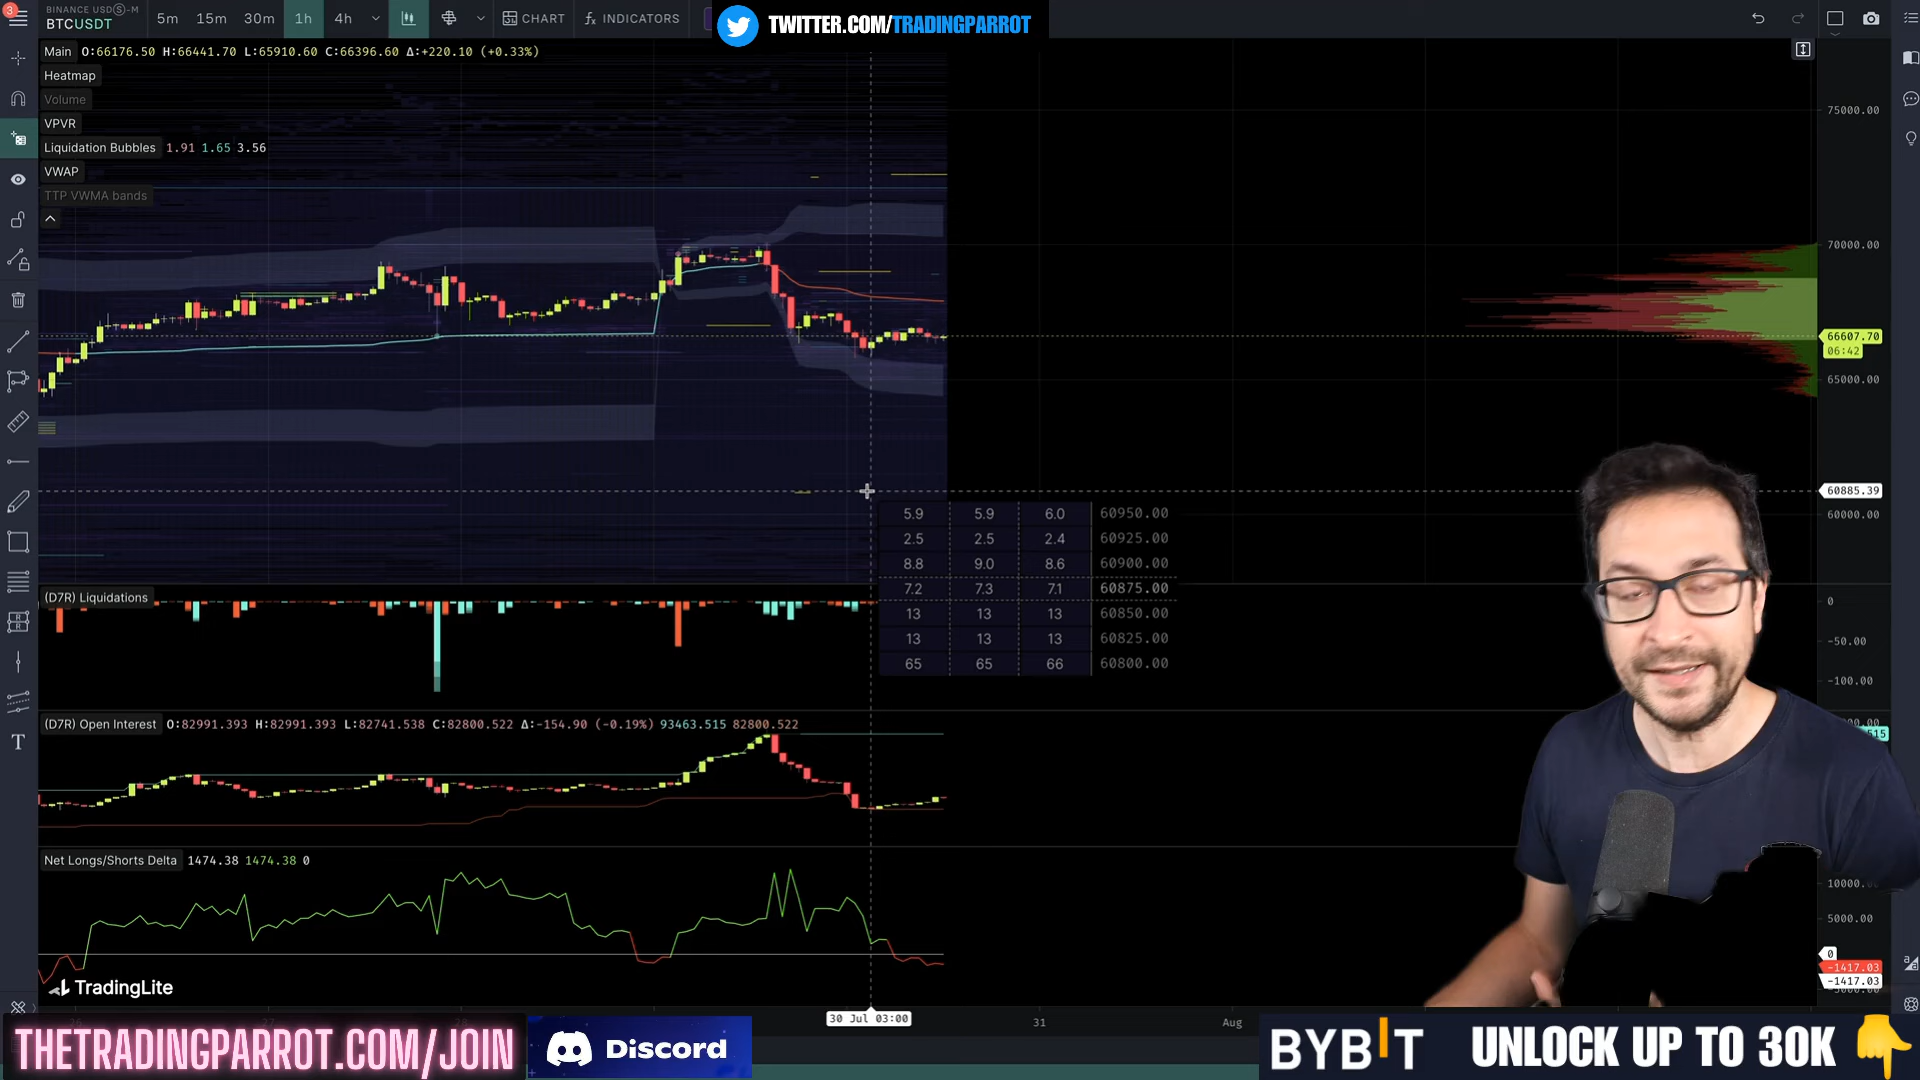 3
BINANCE USDⓈ-M
BTCUSDT
5m 15m 30m 1h 4h CHART INDICATORS
TWITTER.COM/TRADINGPARROT
Main O:66176.50 H:66441.70 L:65910.60 C:66396.60 Δ:+220.10 (+0.33%)
Heatmap
Volume
VPVR
Liquidation Bubbles 1.91 1.65 3.56
VWAP
TTP VWMA bands
75000.00
70000.00
66607.70
06:42
65000.00
60885.39
60000.00
5.9 5.9 6.0 60950.00
2.5 2.5 2.4 60925.00
8.8 9.0 8.6 60900.00
7.2 7.3 7.1 60875.00
13 13 13 60850.00
13 13 13 60825.00
65 65 66 60800.00
(D7R) Liquidations
0
-50.00
-100.00
(D7R) Open Interest O:82991.393 H:82991.393 L:82741.538 C:82800.522 Δ:-154.90 (-0.19%) 93463.515 82800.522
Net Longs/Shorts Delta 1474.38 1474.38 0
10000.00
5000.00
0
-1417.03
-1417.03
TradingLite
30 Jul 03:00
31
Aug
THETRADINGPARROT.COM/JOIN
Discord
BYBIT
UNLOCK UP TO 30K